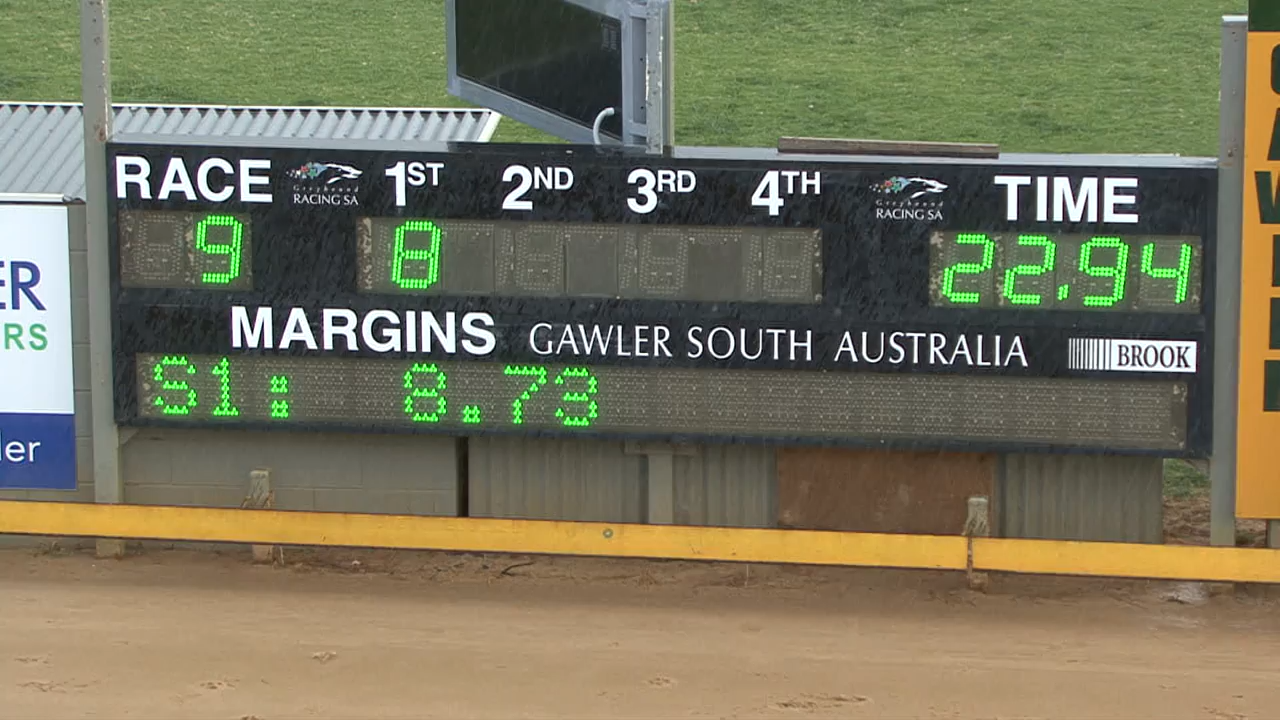 RACE Greyhound RACING SA 1ST 2ND 3RD 4TH Greyhound RACING SA TIME
9 8 22.94
MARGINS GAWLER SOUTH AUSTRALIA BROOK
S1: 8.73
ER
RS
ler